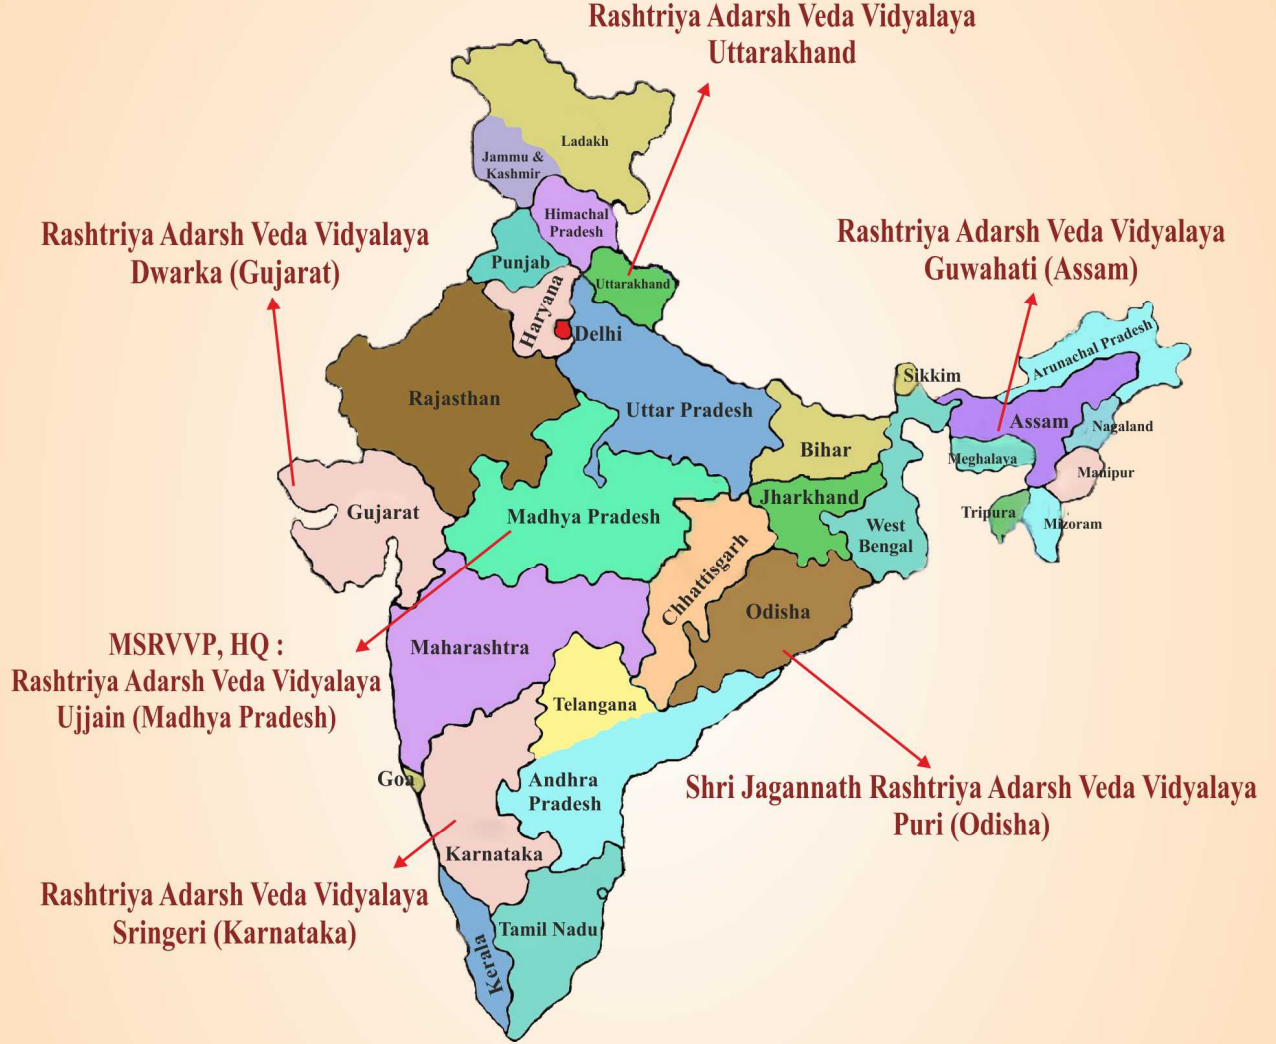 Rashtriya Adarsh Veda Vidyalaya
Uttarakhand
Ladakh
Jammu &
Kashmir
Himachal
Pradesh
Rashtriya Adarsh Veda Vidyalaya
Dwarka (Gujarat)
Rashtriya Adarsh Veda Vidyalaya
Guwahati (Assam)
Punjab
Uttarakhand
Haryana
Delhi
Arunachal Pradesh
Sikkim
Rajasthan
Uttar Pradesh
Assam
Nagaland
Bihar
Meghalaya
Manipur
Jharkhand
Gujarat
Madhya Pradesh
Tripura
Mizoram
West
Bengal
Chhattisgarh
Odisha
MSRVVP, HQ :
Rashtriya Adarsh Veda Vidyalaya
Ujjain (Madhya Pradesh)
Maharashtra
Telangana
Goa
Andhra
Pradesh
Shri Jagannath Rashtriya Adarsh Veda Vidyalaya
Puri (Odisha)
Karnataka
Rashtriya Adarsh Veda Vidyalaya
Sringeri (Karnataka)
Tamil Nadu
Kerala